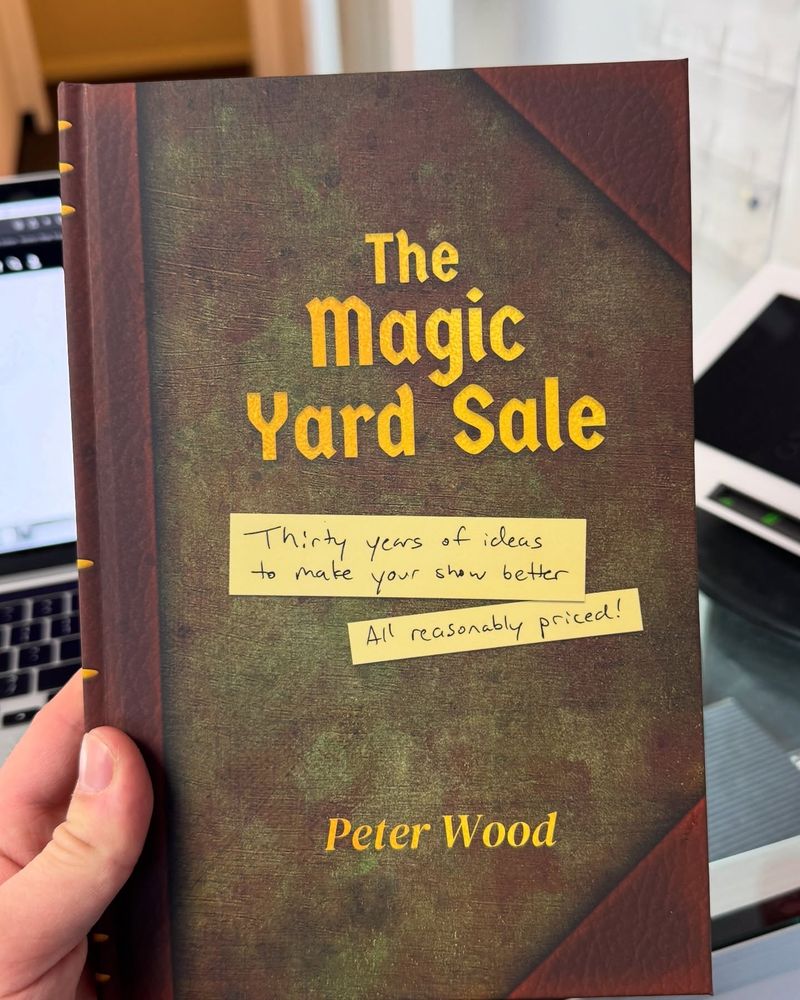 The
Magic
Yard Sale
Thirty years of ideas
to make your show better
All reasonably priced!
Peter Wood